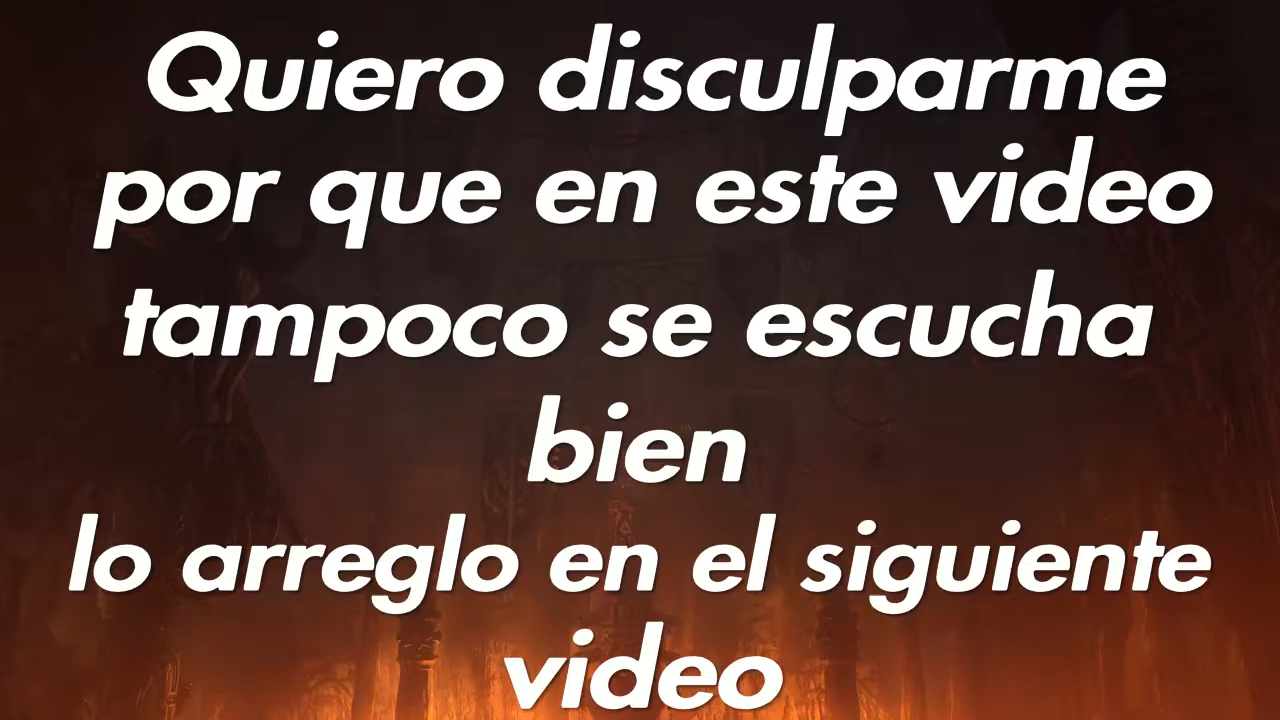 Quiero disculparme
por que en este video
tampoco se escucha
bien
lo arreglo en el siguiente
video